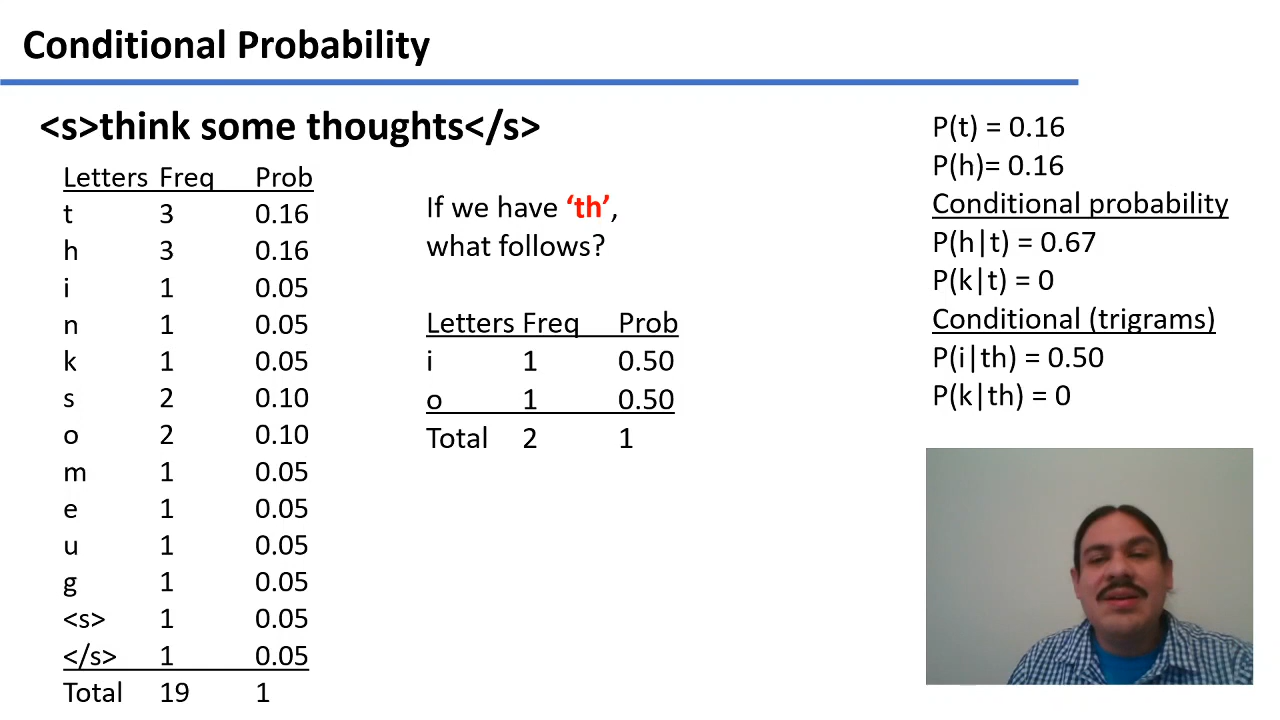 Conditional Probability
<s>think some thoughts</s>
Letters Freq Prob
t 3 0.16
h 3 0.16
i 1 0.05
n 1 0.05
k 1 0.05
s 2 0.10
o 2 0.10
m 1 0.05
e 1 0.05
u 1 0.05
g 1 0.05
<s> 1 0.05
</s> 1 0.05
Total 19 1
If we have ‘th’,
what follows?
Letters Freq Prob
i 1 0.50
o 1 0.50
Total 2 1
P(t) = 0.16
P(h)= 0.16
Conditional probability
P(h|t) = 0.67
P(k|t) = 0
Conditional (trigrams)
P(i|th) = 0.50
P(k|th) = 0